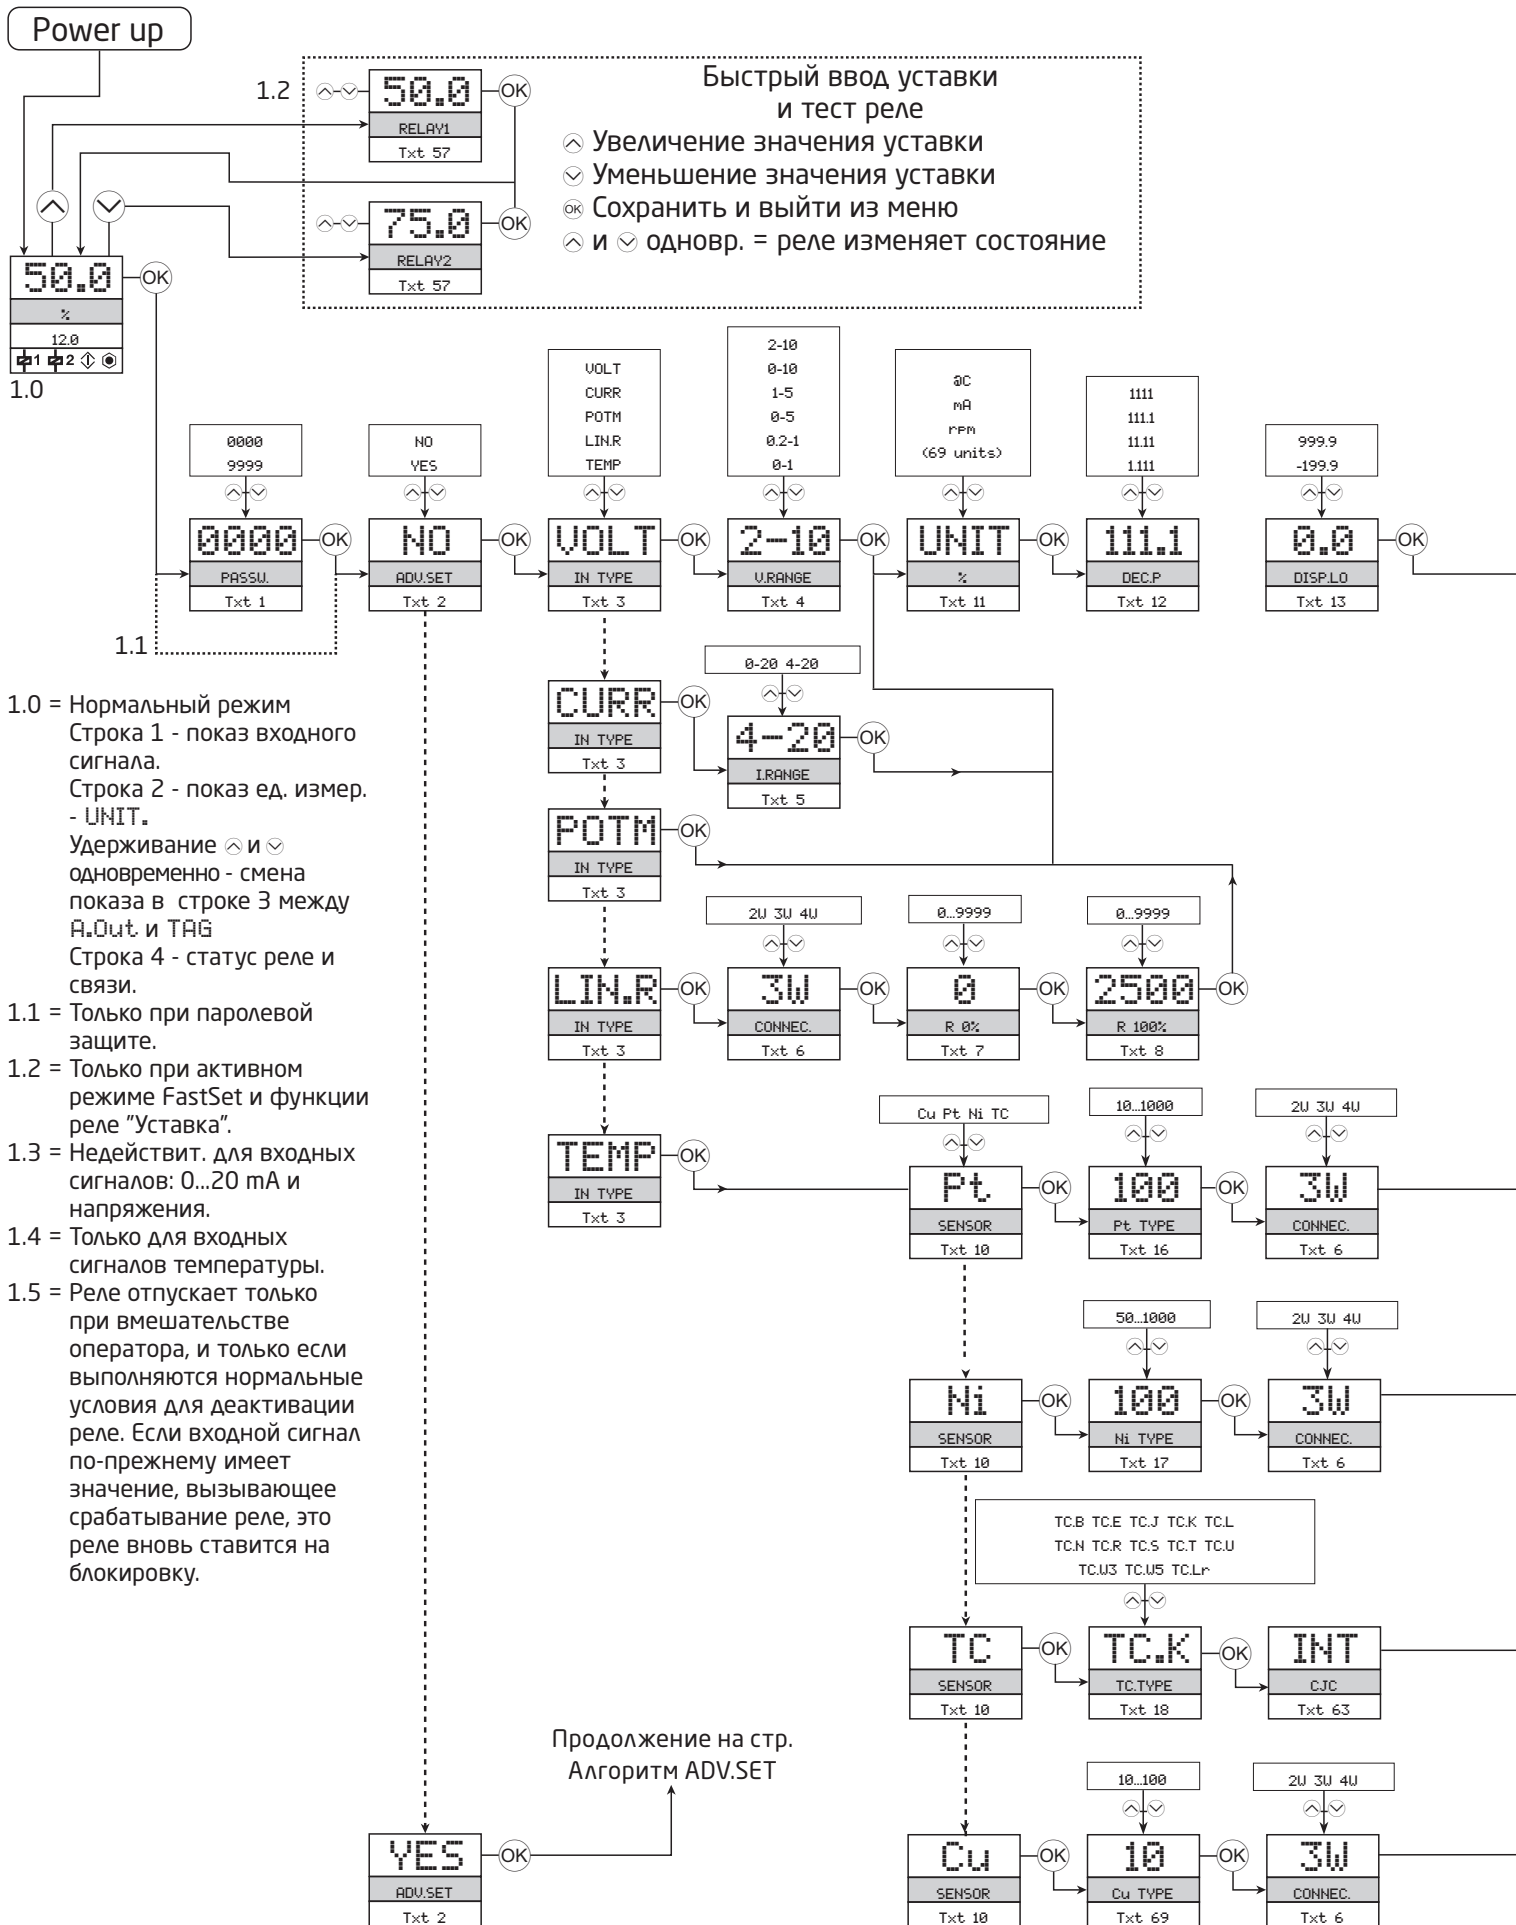 Power up
1.2
50.0
OK
RELAY1
Txt 57
75.0
OK
RELAY2
Txt 57
Быстрый ввод уставки
и тест реле
Увеличение значения уставки
Уменьшение значения уставки
OK Сохранить и выйти из меню
и одновр. = реле изменяет состояние
50.0
OK
%
12.0
1 2
1.0
0000
9999
NO
YES
VOLT
CURR
POTM
LIN.R
TEMP
2-10
0-10
1-5
0-5
0.2-1
0-1
mA
rpm
(69 units)
1111
111.1
11.11
1.111
999.9
-199.9
0000 OK NO OK VOLT OK 2-10 OK UNIT OK 111.1 0.0 OK
PASSW. ADV.SET IN TYPE V.RANGE % DEC.P DISP.LO
Txt 1 Txt 2 Txt 3 Txt 4 Txt 11 Txt 12 Txt 13
1.1
0-20 4-20
CURR OK
IN TYPE
Txt 3
4-20 OK
I.RANGE
Txt 5
POTM OK
IN TYPE
Txt 3
2W 3W 4W
0...9999
0...9999
LIN.R OK 3W OK 0 OK 2500 OK
IN TYPE CONNEC. R 0% R 100%
Txt 3 Txt 6 Txt 7 Txt 8
Cu Pt Ni TC
10...1000
2W 3W 4W
TEMP OK
IN TYPE
Txt 3
Pt OK 100 OK 3W
SENSOR Pt TYPE CONNEC.
Txt 10 Txt 16 Txt 6
50...1000
2W 3W 4W
Ni OK 100 OK 3W
SENSOR Ni TYPE CONNEC.
Txt 10 Txt 17 Txt 6
TC.B TC.E TC.J TC.K TC.L
TC.N TC.R TC.S TC.T TC.U
TC.W3 TC.W5 TC.Lr
TC OK TC.K OK INT
SENSOR TC.TYPE CJC
Txt 10 Txt 18 Txt 63
10...100
2W 3W 4W
Cu OK 10 OK 3W
SENSOR Cu TYPE CONNEC.
Txt 10 Txt 69 Txt 6
Продолжение на стр.
Алгоритм ADV.SET
YES OK
ADV.SET
Txt 2
1.0 = Нормальный режим
Строка 1 - показ входного
сигнала.
Строка 2 - показ ед. измер.
- UNIT.
Удерживание и
одновременно - смена
показа в строке 3 между
A.Out и TAG
Строка 4 - статус реле и
связи.
1.1 = Только при паролевой
защите.
1.2 = Только при активном
режиме FastSet и функции
реле "Уставка".
1.3 = Недействит. для входных
сигналов: 0...20 mA и
напряжения.
1.4 = Только для входных
сигналов температуры.
1.5 = Реле отпускает только
при вмешательстве
оператора, и только если
выполняются нормальные
условия для деактивации
реле. Если входной сигнал
по-прежнему имеет
значение, вызывающее
срабатывание реле, это
реле вновь ставится на
блокировку.